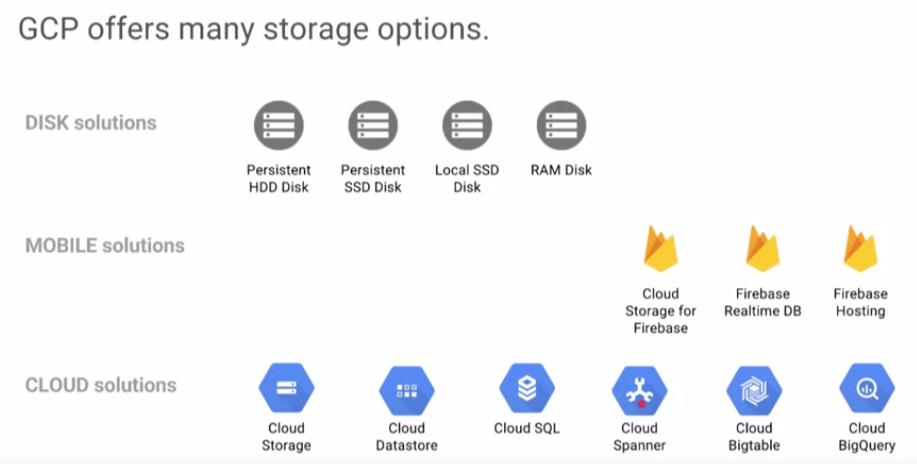 GCP offers many storage options.
DISK solutions
Persistent
HDD Disk
Persistent
SSD Disk
Local SSD
Disk
RAM Disk
MOBILE solutions
Cloud
Storage for
Firebase
Firebase
Realtime DB
Firebase
Hosting
CLOUD solutions
Cloud
Storage
Cloud
Datastore
Cloud SQL
Cloud
Spanner
Cloud
Bigtable
Cloud
BigQuery